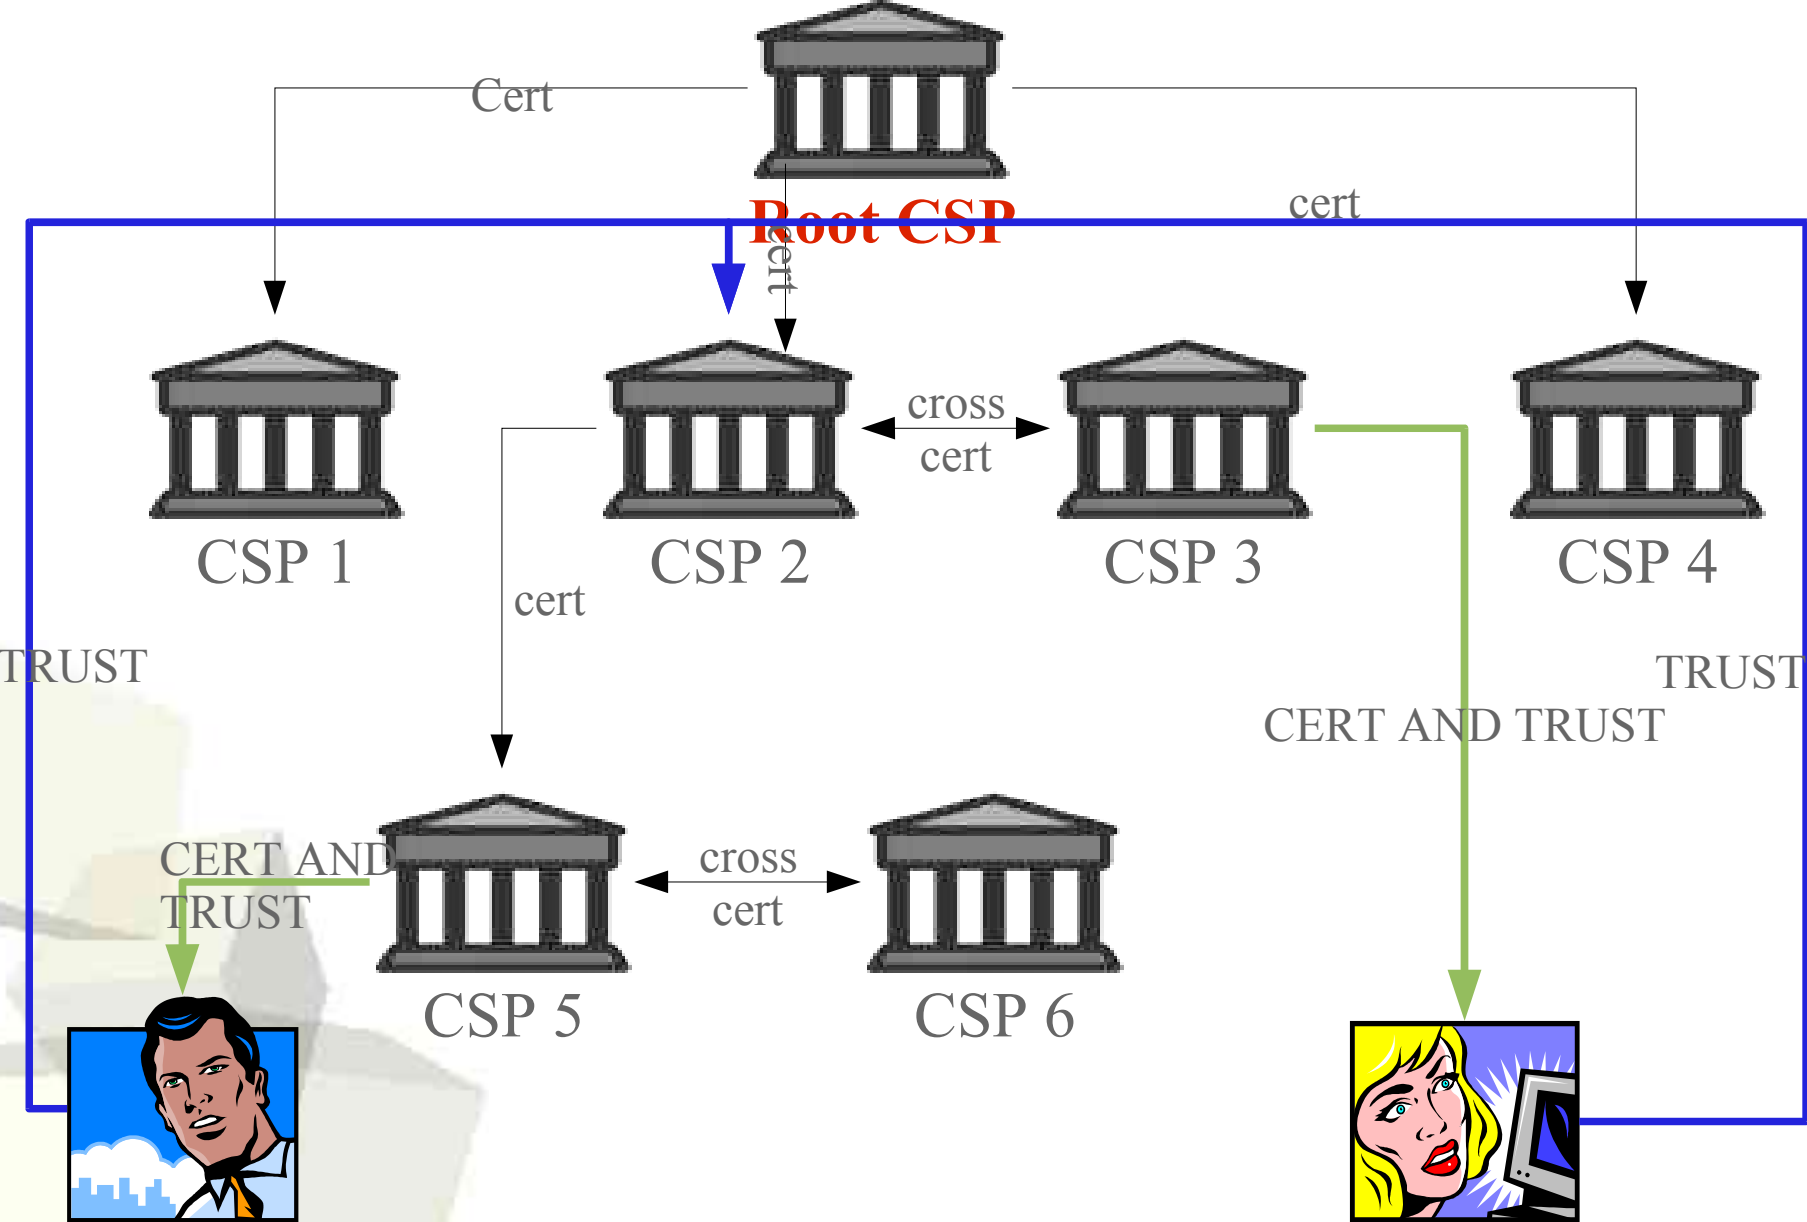 Cert
cert
Root CSP
cert
cross
cert
CSP 1
CSP 2
CSP 3
CSP 4
cert
TRUST
TRUST
CERT AND TRUST
CERT AND
TRUST
cross
cert
CSP 5
CSP 6